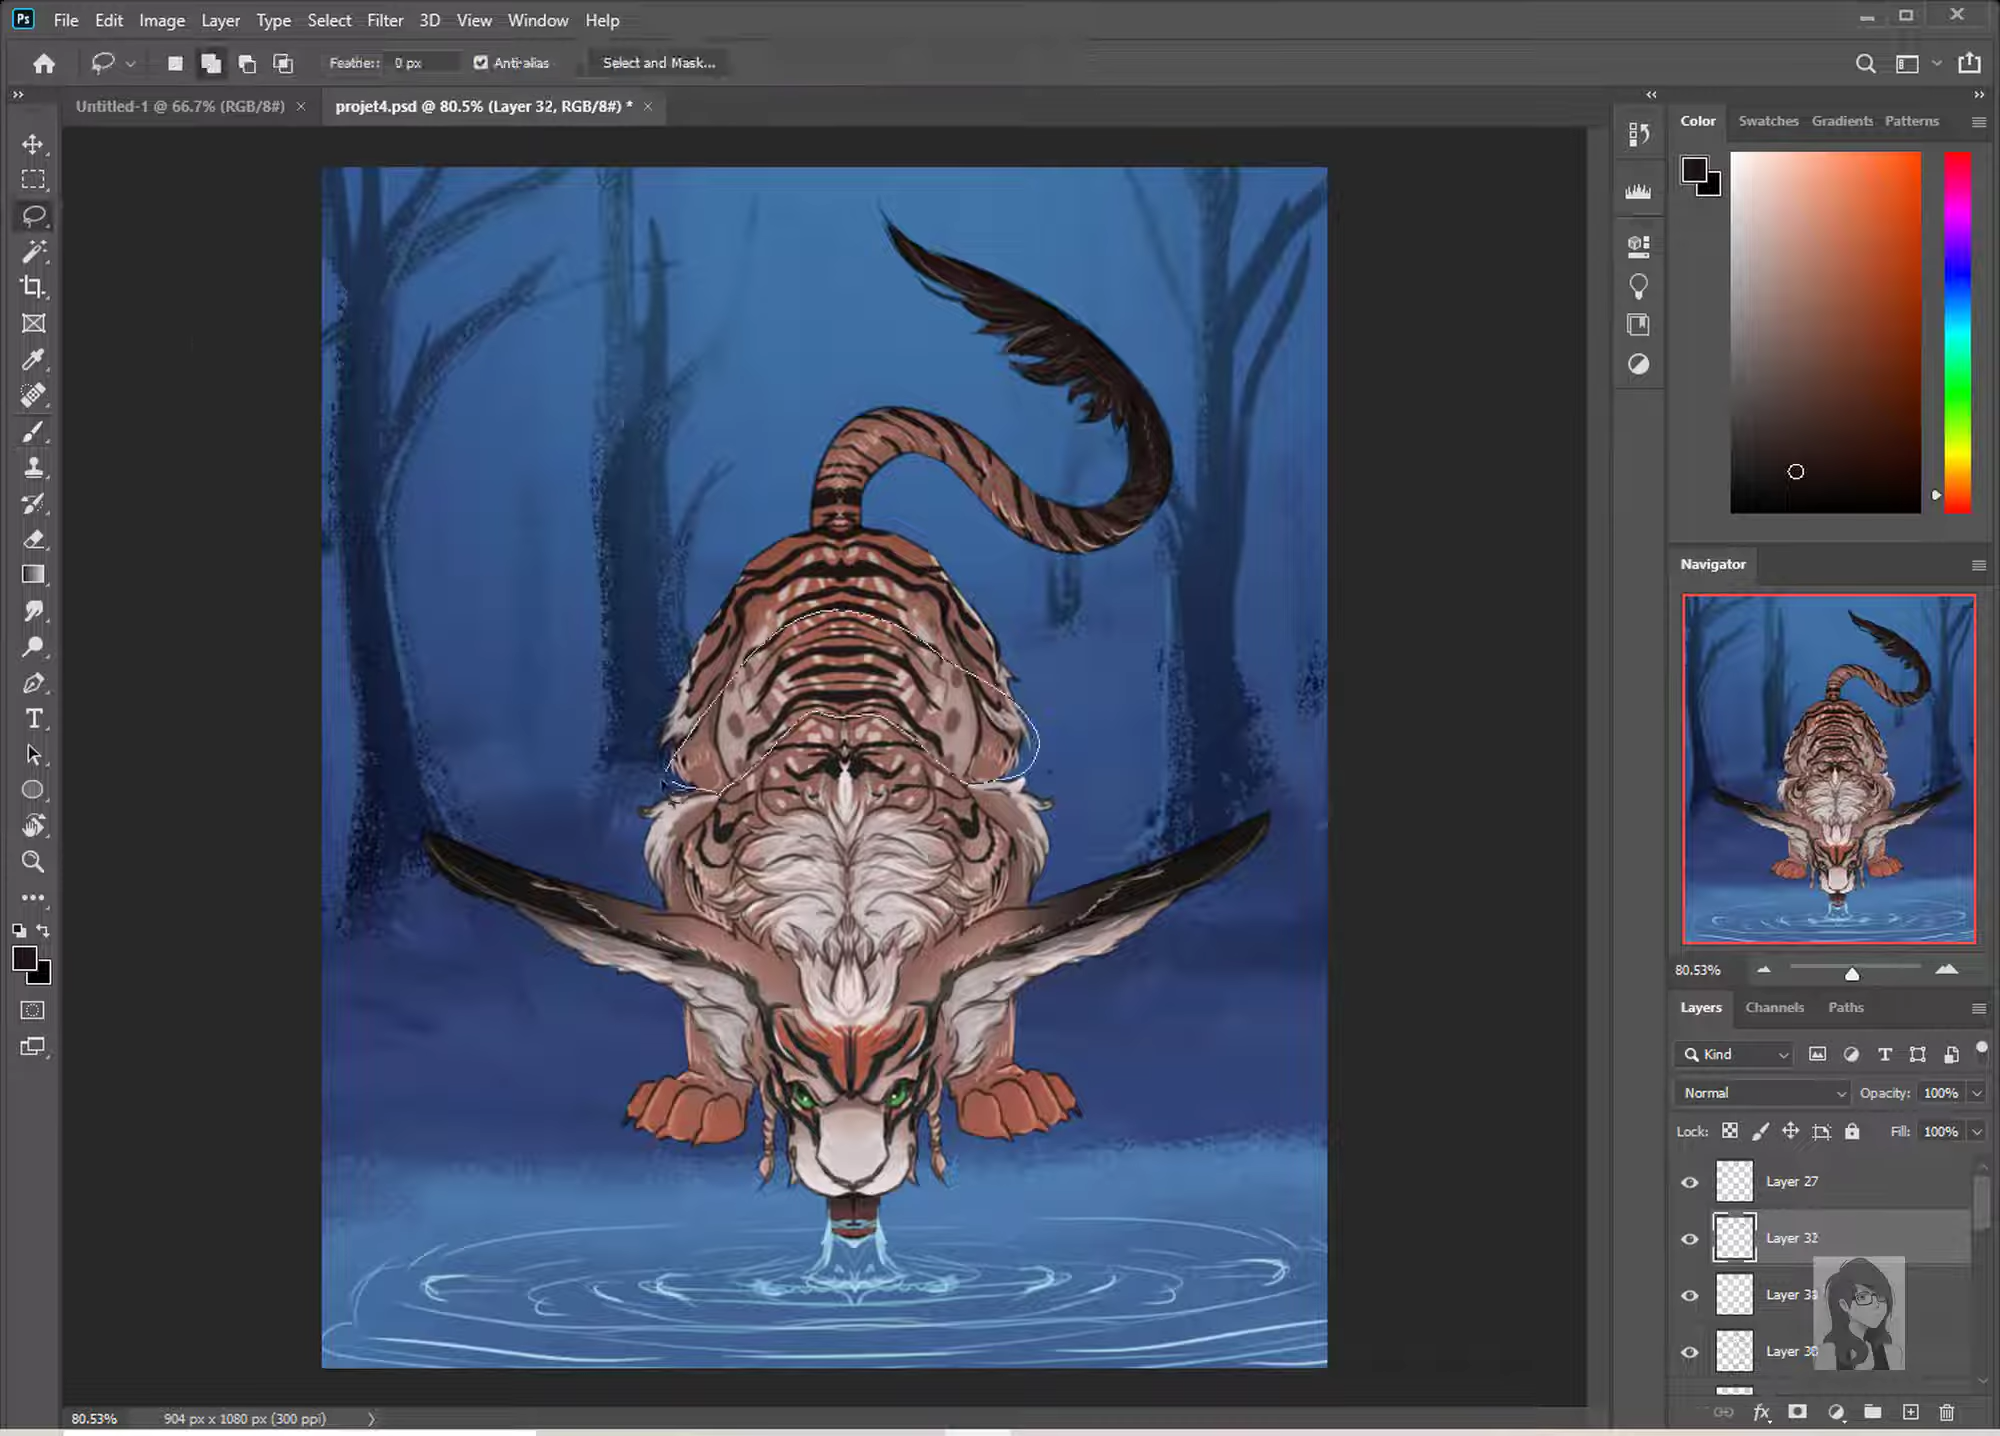 Ps File Edit Image Layer Type Select Filter 3D View Window Help
Feather: 0 px Anti-alias Select and Mask...
Untitled-1 @ 66.7% (RGB/8#) × projet4.psd @ 80.5% (Layer 32, RGB/8#) * ×
Color Swatches Gradients Patterns
Navigator
80.53%
Layers Channels Paths
Kind
Normal Opacity: 100%
Lock: Fill: 100%
Layer 27
Layer 32
Layer
Layer
fx
80.53% 904 px x 1080 px (300 ppi)